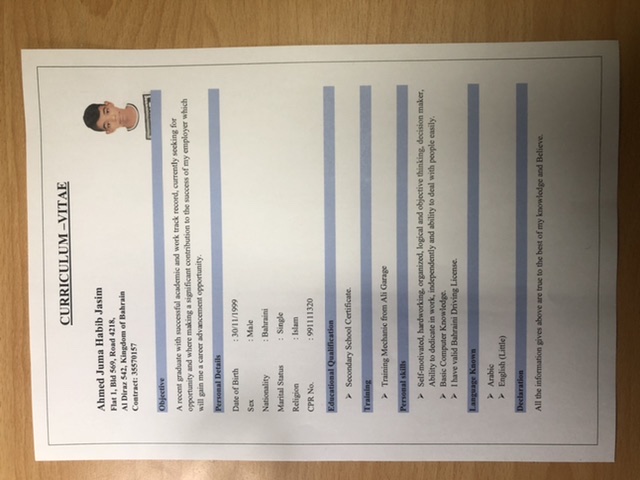 CURRICULUM –VITAE
Ahmed Juma Habib Jasim
Flat 1, Bld 569, Road 4218,
Al Diraz 542, Kingdom of Bahrain
Contract: 35570157
Objective
A recent graduate with successful academic and work track record, currently seeking for
opportunity and where making a significant contribution to the success of my employer which
will gain me a career advancement opportunity.
Personal Details
Date of Birth : 30/11/1999
Sex : Male
Nationality : Bahraini
Marital Status : Single
Religion : Islam
CPR No. : 991111320
Educational Qualification
➢ Secondary School Certificate.
Training
➢ Training Mechanic from Ali Garage
Personal skills
➢ Self-motivated, hardworking, organized, logical and objective thinking, decision maker,
Ability to dedicate in work, independently and ability to deal with people easily.
➢ Basic Computer Knowledge.
➢ I have valid Bahraini Driving License.
Language Known
➢ Arabic
➢ English (Little)
Declaration
All the information given above are true to the best of my knowledge and Believe.